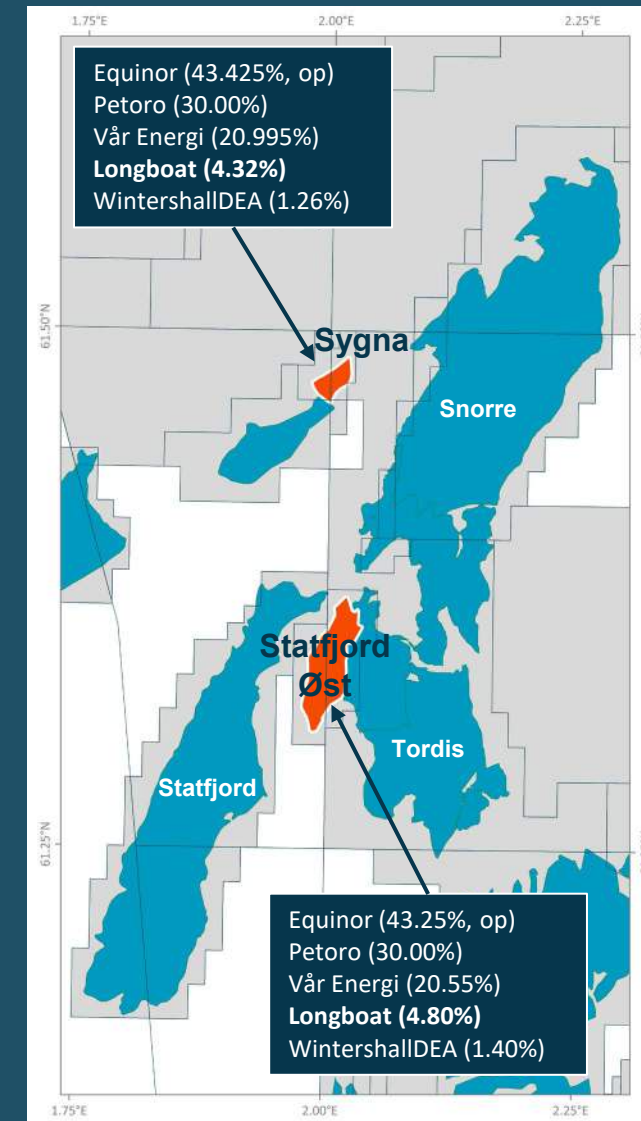 1.75°E
2.00°E
2.25°E
Equinor (43.425%, op)
Petoro (30.00%)
Vår Energi (20.995%)
Longboat (4.32%)
WintershallDEA (1.26%)
61.50°N
Sygna
Snorre
Statfjord
Øst
Tordis
Statfjord
61.25°N
Equinor (43.25%, op)
Petoro (30.00%)
Vår Energi (20.55%)
Longboat (4.80%)
WintershallDEA (1.40%)
1.75°E
2.00°E
2.25°E